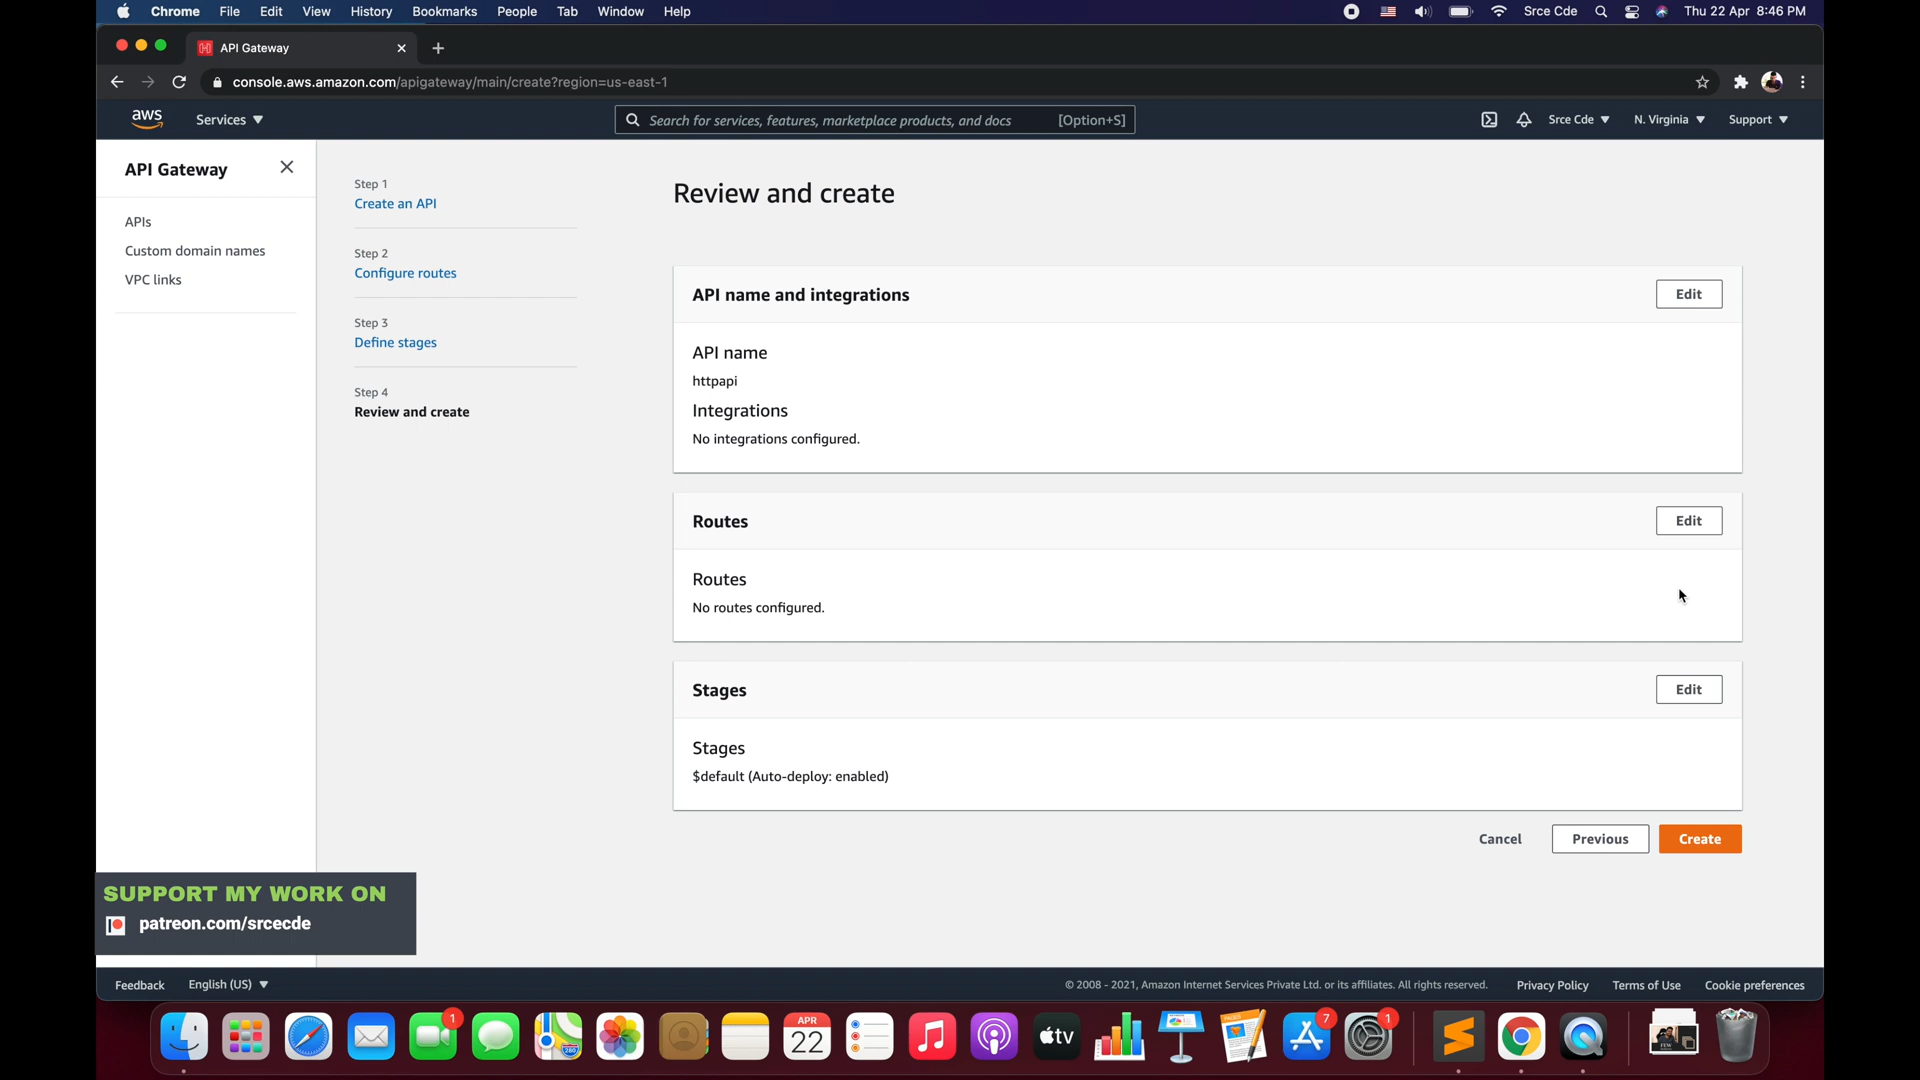 Chrome File Edit View History Bookmarks People Tab Window Help
Srce Cde Thu 22 Apr 8:46 PM
API Gateway
console.aws.amazon.com/apigateway/main/create?region=us-east-1
aws Services Search for services, features, marketplace products, and docs [Option+S] Srce Cde N. Virginia Support
API Gateway
APIs
Custom domain names
VPC links
Step 1
Create an API
Step 2
Configure routes
Step 3
Define stages
Step 4
Review and create
Review and create
API name and integrations Edit
API name
httpapi
Integrations
No integrations configured.
Routes Edit
Routes
No routes configured.
Stages Edit
Stages
$default (Auto-deploy: enabled)
Cancel Previous Create
SUPPORT MY WORK ON
patreon.com/srcecde
Feedback English (US) © 2008 - 2021, Amazon Internet Services Private Ltd. or its affiliates. All rights reserved. Privacy Policy Terms of Use Cookie preferences
1
280
APR
22
tv
PAGES
7
1